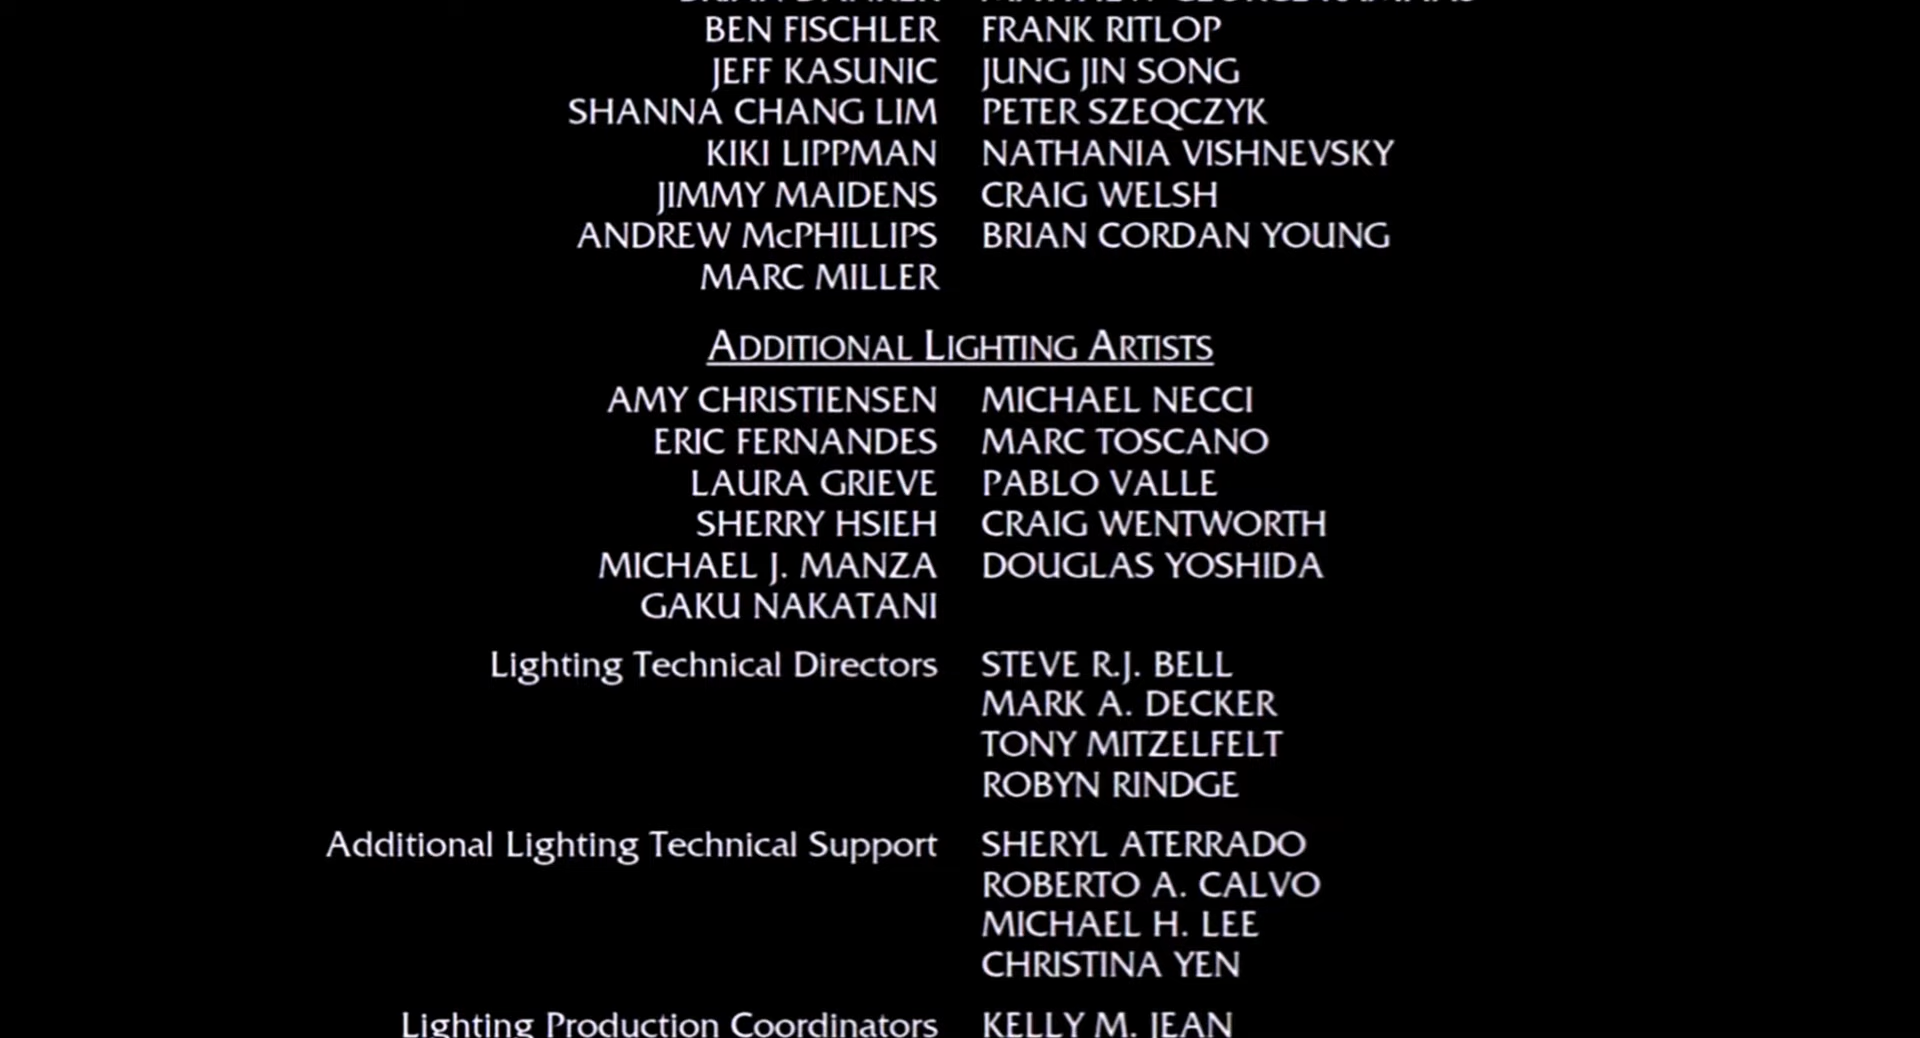 BEN FISCHLER FRANK RITLOP
JEFF KASUNIC JUNG JIN SONG
SHANNA CHANG LIM PETER SZEQCZYK
KIKI LIPPMAN NATHANIA VISHNEVSKY
JIMMY MAIDENS CRAIG WELSH
ANDREW McPHILLIPS BRIAN CORDAN YOUNG
MARC MILLER
ADDITIONAL LIGHTING ARTISTS
AMY CHRISTIENSEN MICHAEL NECCI
ERIC FERNANDES MARC TOSCANO
LAURA GRIEVE PABLO VALLE
SHERRY HSIEH CRAIG WENTWORTH
MICHAEL J. MANZA DOUGLAS YOSHIDA
GAKU NAKATANI
Lighting Technical Directors STEVE R.J. BELL
MARK A. DECKER
TONY MITZELFELT
ROBYN RINDGE
Additional Lighting Technical Support SHERYL ATERRADO
ROBERTO A. CALVO
MICHAEL H. LEE
CHRISTINA YEN
Lighting Production Coordinators KELLY M. JEAN